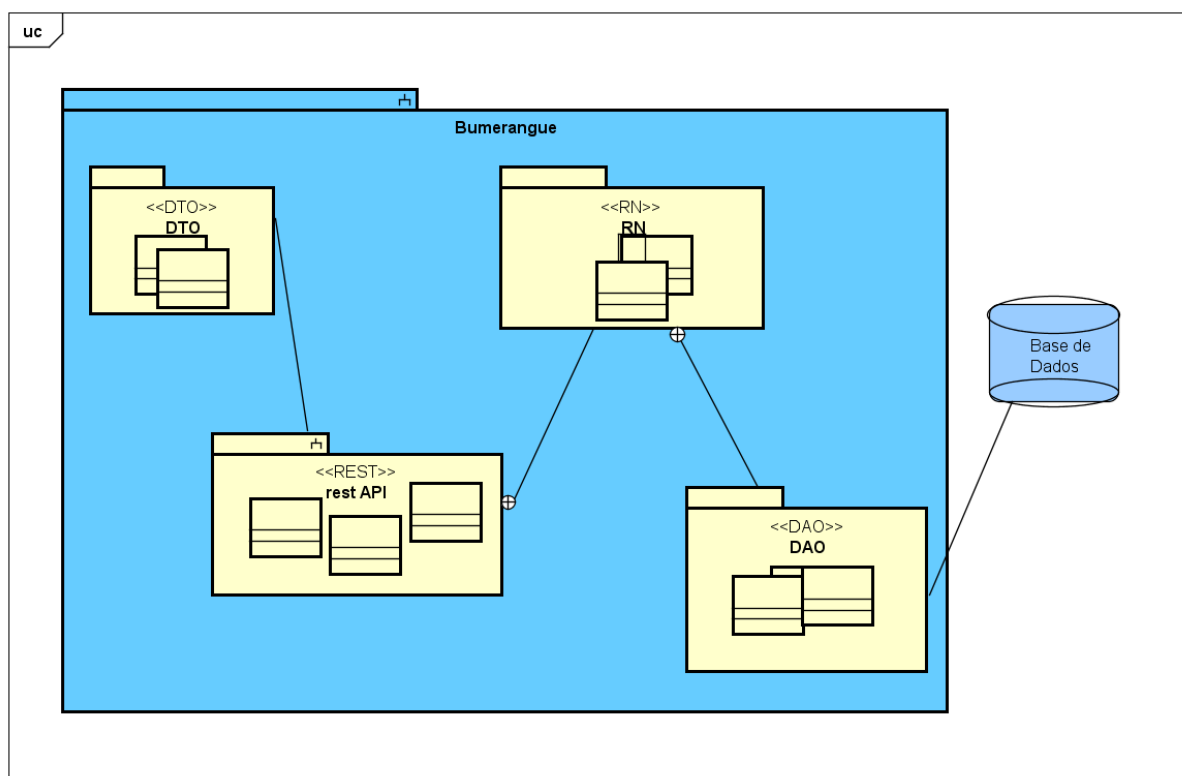 uc
Bumerangue
<<DTO>>
DTO
<<RN>>
RN
Base de
Dados
<<REST>>
rest API
<<DAO>>
DAO